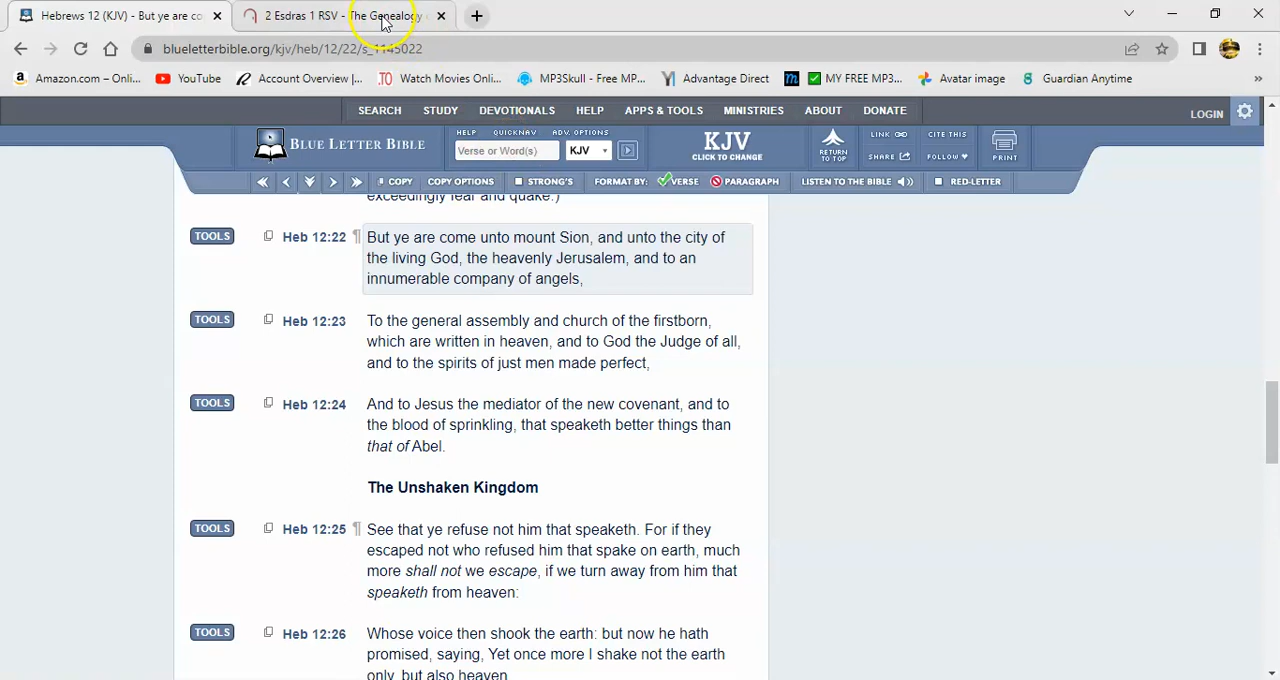 Hebrews 12 (KJV) - But ye are co
2 Esdras 1 RSV - The Genealogy
blueletterbible.org/kjv/heb/12/22/s_1145022
Amazon.com – Onli... YouTube Account Overview |... Watch Movies Onlin... MP3Skull - Free MP... Advantage Direct MY FREE MP3... Avatar image Guardian Anytime »
SEARCH STUDY DEVOTIONALS HELP APPS & TOOLS MINISTRIES ABOUT DONATE LOGIN
BLUE LETTER BIBLE
HELP QUICKNAV ADV. OPTIONS
Verse or Word(s) KJV
KJV
CLICK TO CHANGE
RETURN
TO TOP
LINK CITE THIS
SHARE FOLLOW PRINT
COPY COPY OPTIONS STRONG'S FORMAT BY: VERSE PARAGRAPH LISTEN TO THE BIBLE RED-LETTER
exceedingly fear and quake:)
TOOLS Heb 12:22 ¶ But ye are come unto mount Sion, and unto the city of
the living God, the heavenly Jerusalem, and to an
innumerable company of angels,
TOOLS Heb 12:23 To the general assembly and church of the firstborn,
which are written in heaven, and to God the Judge of all,
and to the spirits of just men made perfect,
TOOLS Heb 12:24 And to Jesus the mediator of the new covenant, and to
the blood of sprinkling, that speaketh better things than
that of Abel.
The Unshaken Kingdom
TOOLS Heb 12:25 ¶ See that ye refuse not him that speaketh. For if they
escaped not who refused him that spake on earth, much
more shall not we escape, if we turn away from him that
speaketh from heaven:
TOOLS Heb 12:26 Whose voice then shook the earth: but now he hath
promised, saying, Yet once more I shake not the earth
only, but also heaven.